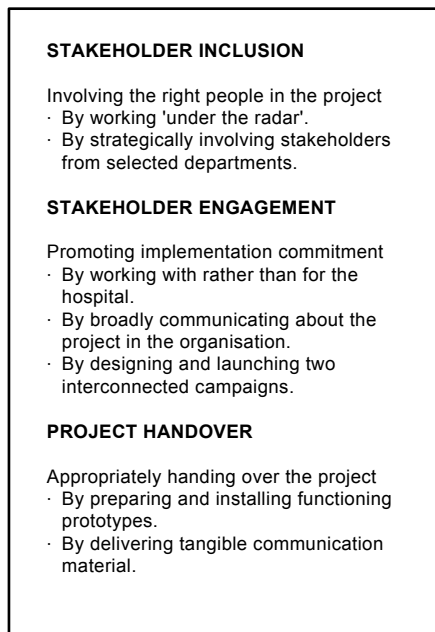 STAKEHOLDER INCLUSION
Involving the right people in the project
· By working 'under the radar'.
· By strategically involving stakeholders
from selected departments.
STAKEHOLDER ENGAGEMENT
Promoting implementation commitment
· By working with rather than for the
hospital.
· By broadly communicating about the
project in the organisation.
· By designing and launching two
interconnected campaigns.
PROJECT HANDOVER
Appropriately handing over the project
· By preparing and installing functioning
prototypes.
· By delivering tangible communication
material.